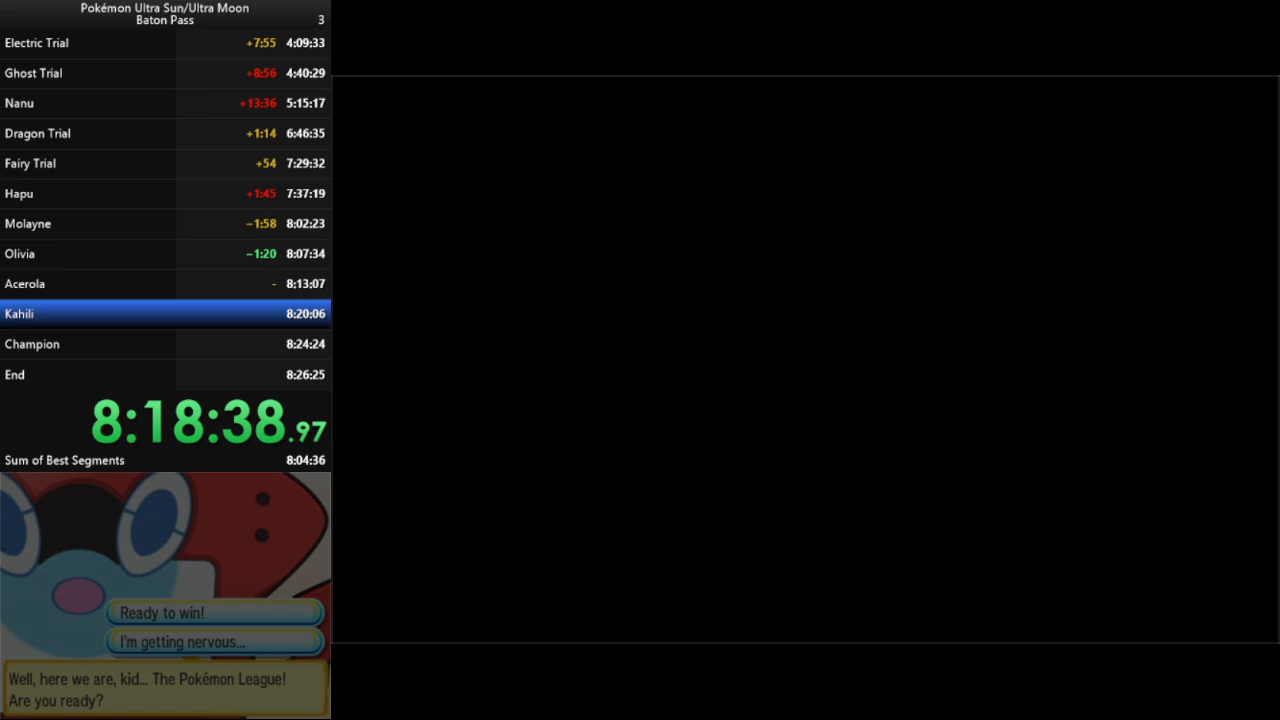 Pokémon Ultra Sun/Ultra Moon
Baton Pass 3
Electric Trial +7:55 4:09:33
Ghost Trial +8:56 4:40:29
Nanu +13:36 5:15:17
Dragon Trial +1:14 6:46:35
Fairy Trial +54 7:29:32
Hapu +1:45 7:37:19
Molayne −1:58 8:02:23
Olivia −1:20 8:07:34
Acerola - 8:13:07
Kahili 8:20:06
Champion 8:24:24
End 8:26:25
8:18:38.97
Sum of Best Segments 8:04:36
Ready to win!
I'm getting nervous...
Well, here we are, kid... The Pokémon League!
Are you ready?